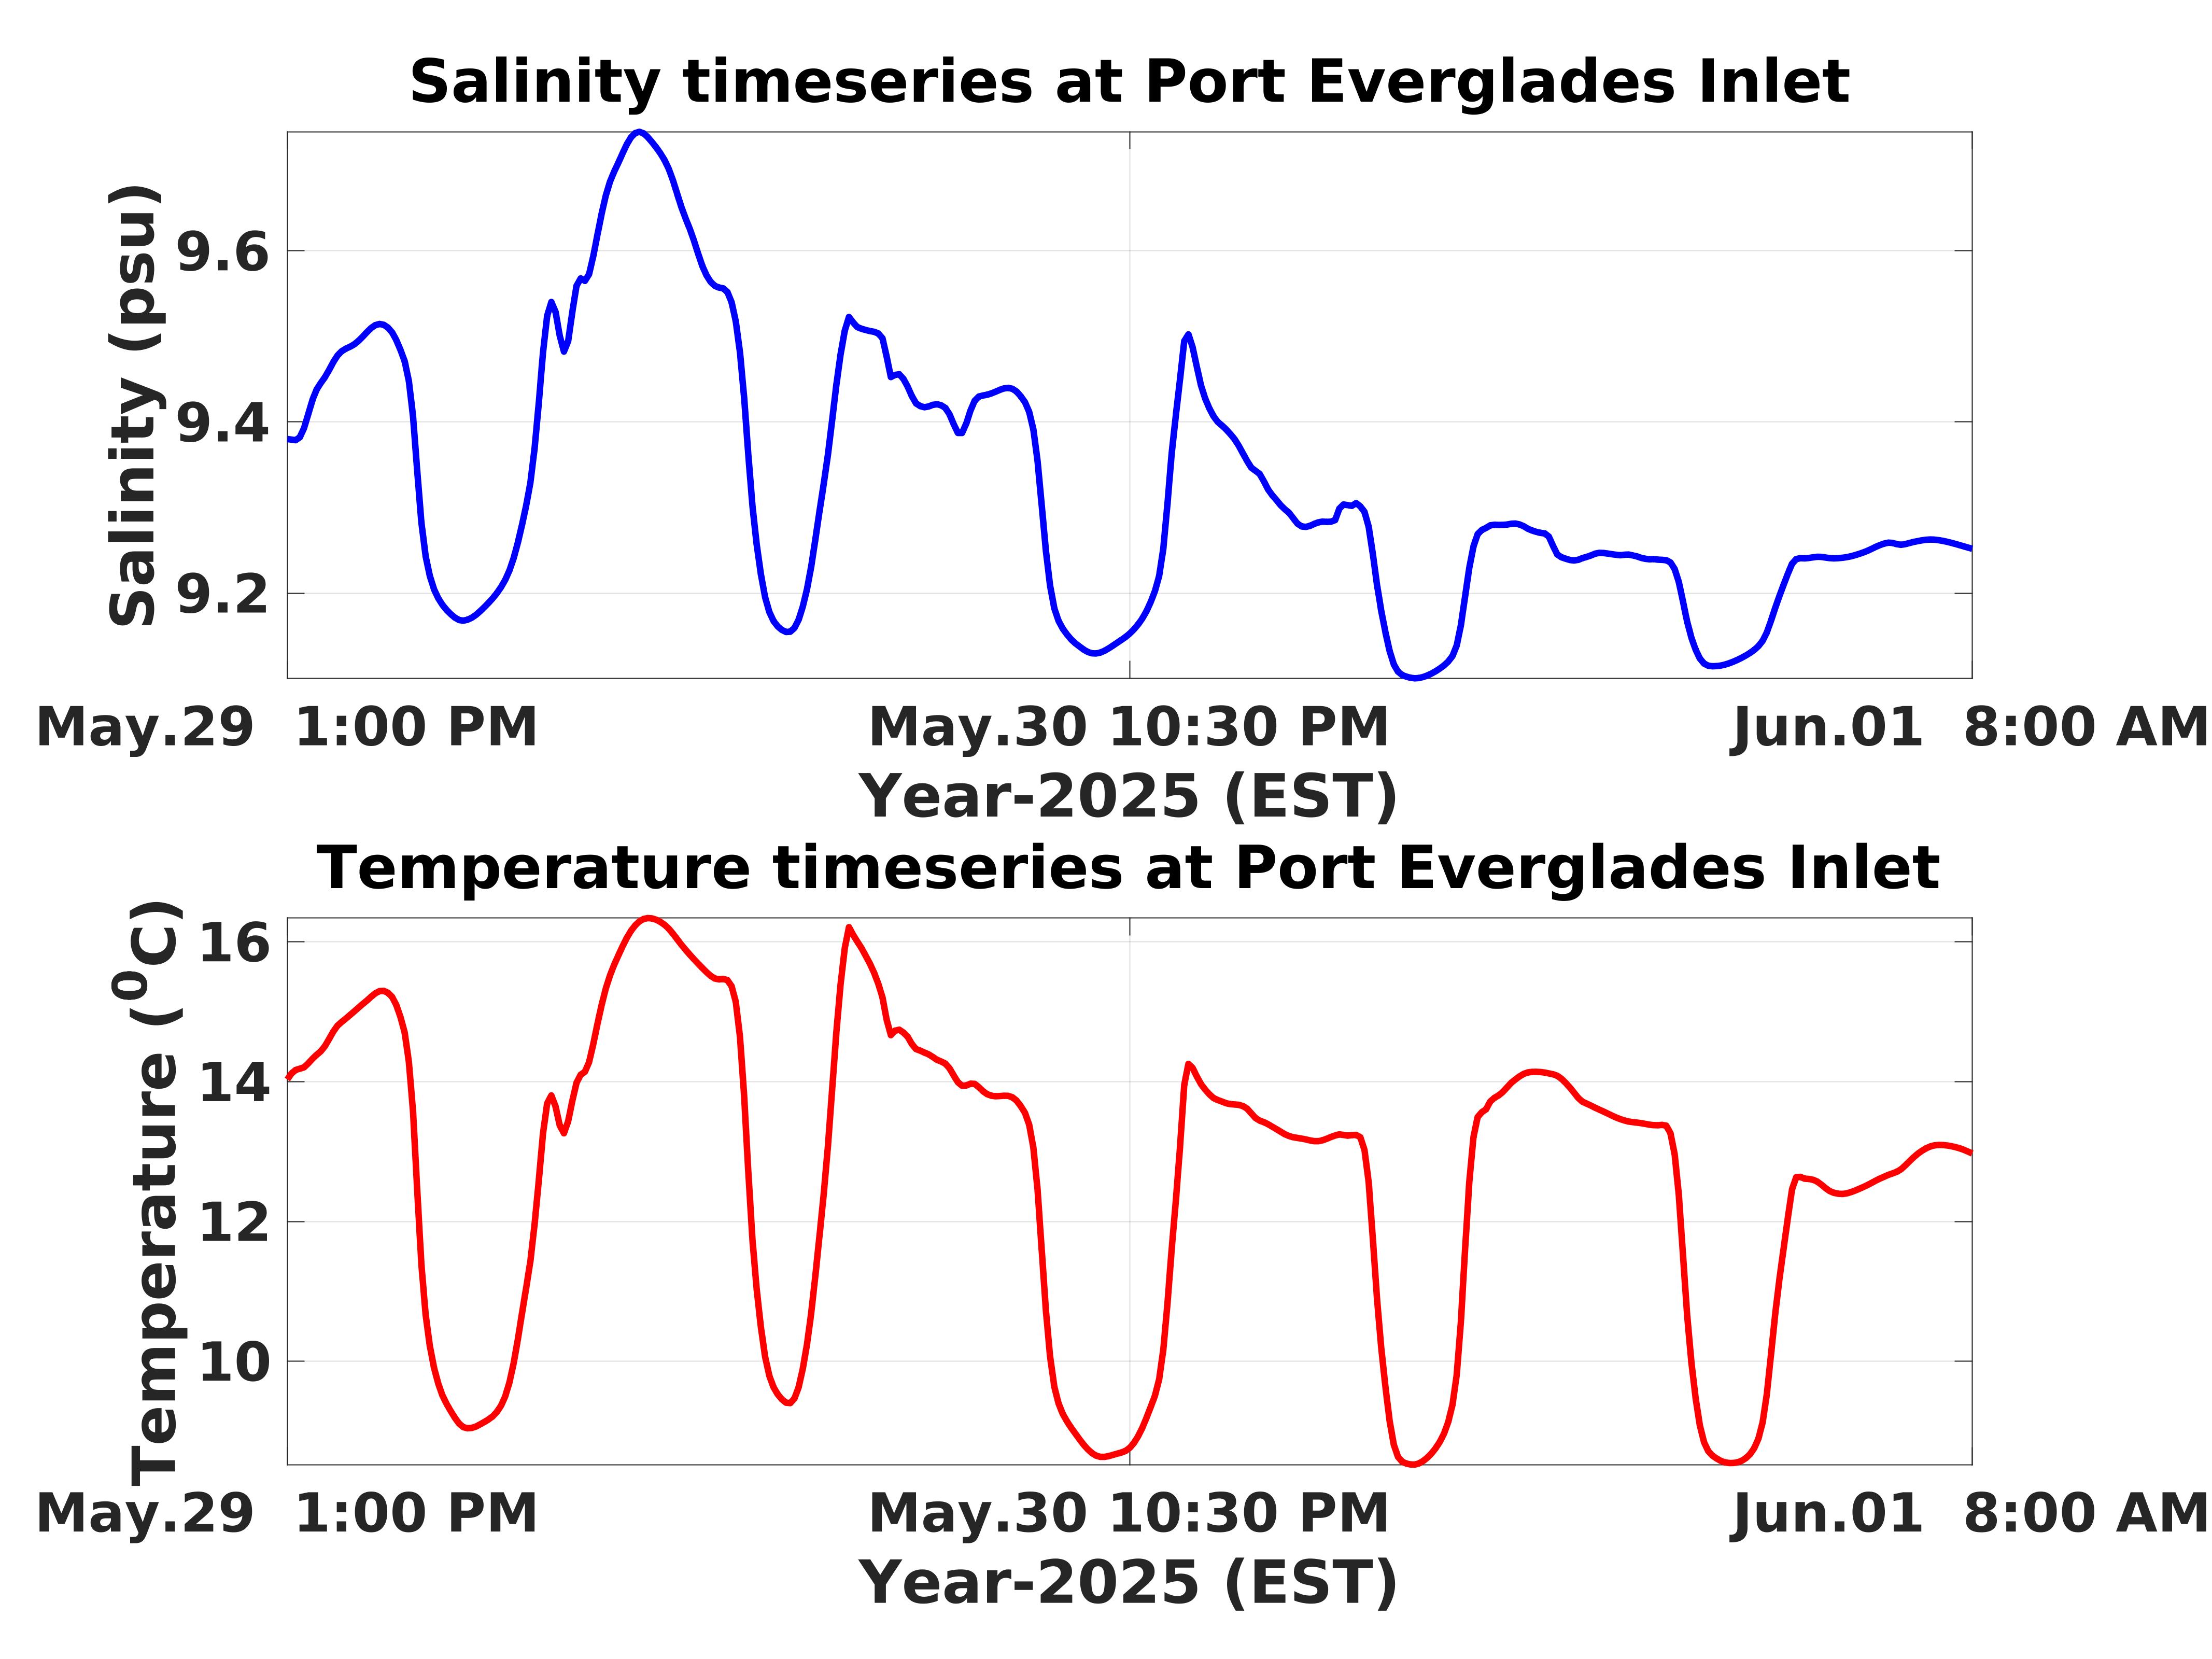 Salinity timeseries at Port Everglades Inlet
Salinity (psu)
9.6
9.4
9.2
May.29 1:00 PM May.30 10:30 PM Jun.01 8:00 AM
Year-2025 (EST)
Temperature timeseries at Port Everglades Inlet
Temperature (⁰C)
16
14
12
10
May.29 1:00 PM May.30 10:30 PM Jun.01 8:00 AM
Year-2025 (EST)